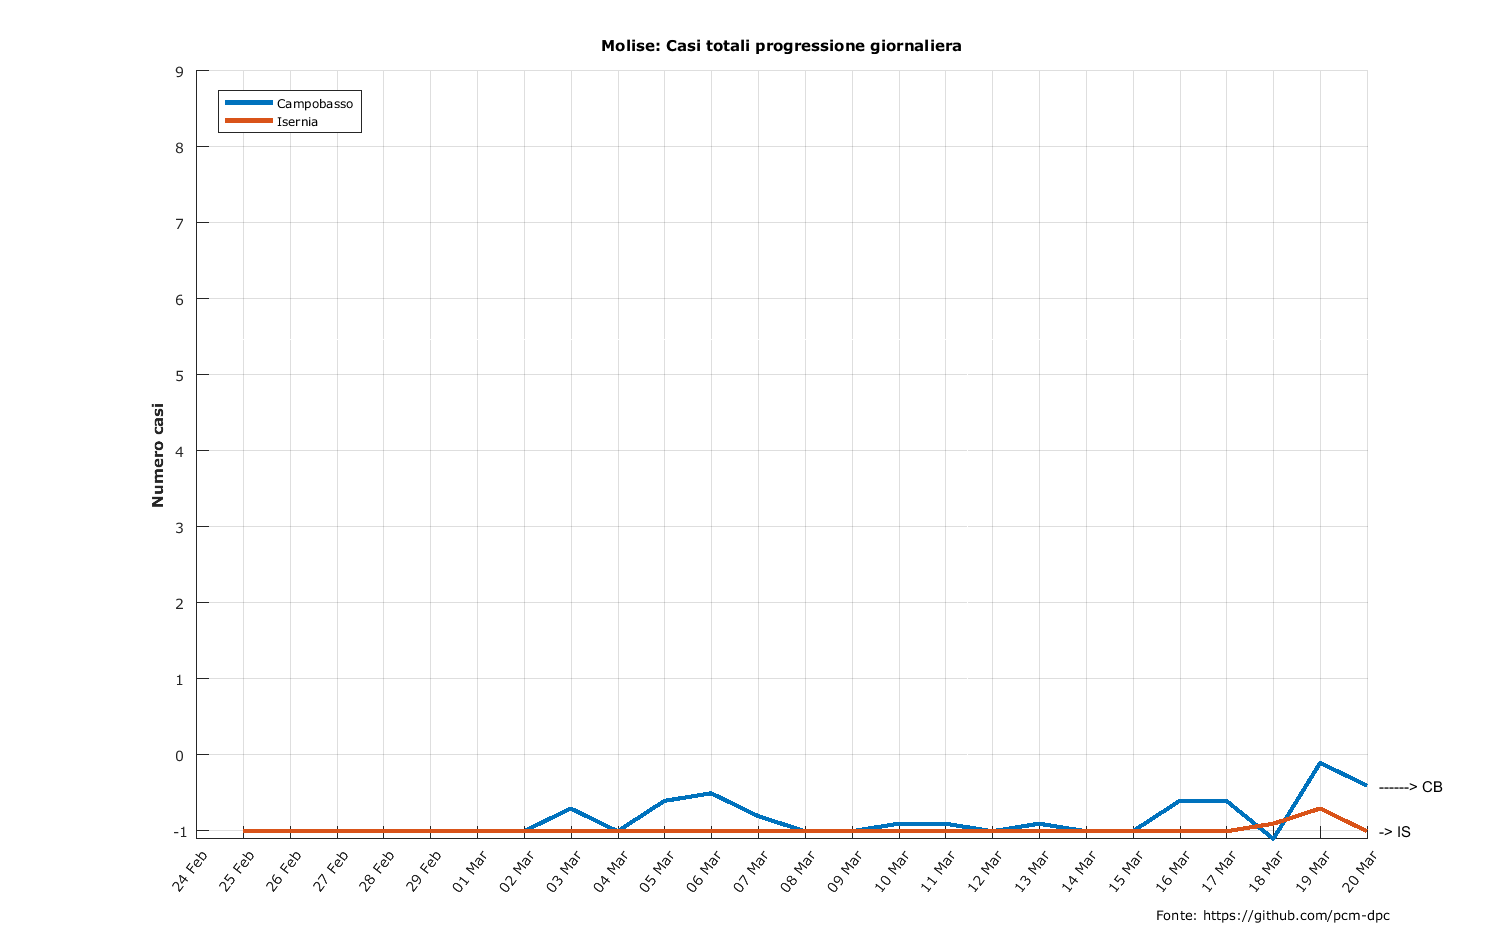 Molise: Casi totali progressione giornaliera
Campobasso
Isernia
Numero casi
9
8
7
6
5
4
3
2
1
0
-1
------> CB
-> IS
24 Feb
25 Feb
26 Feb
27 Feb
28 Feb
29 Feb
01 Mar
02 Mar
03 Mar
04 Mar
05 Mar
06 Mar
07 Mar
08 Mar
09 Mar
10 Mar
11 Mar
12 Mar
13 Mar
14 Mar
15 Mar
16 Mar
17 Mar
18 Mar
19 Mar
20 Mar
Fonte: https://github.com/pcm-dpc